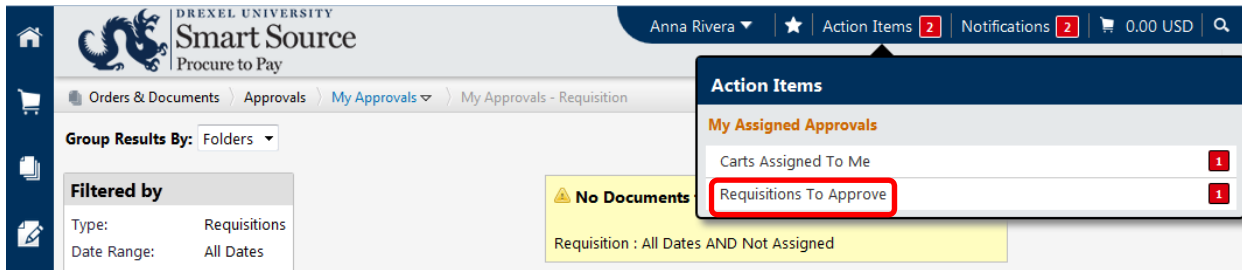 DREXEL UNIVERSITY
Smart Source
Procure to Pay
Anna Rivera
Action Items 2
Notifications 2
0.00 USD
Orders & Documents
Approvals
My Approvals
My Approvals - Requisition
Group Results By: Folders
Filtered by
Type: Requisitions
Date Range: All Dates
No Documents
Requisition : All Dates AND Not Assigned
Action Items
My Assigned Approvals
Carts Assigned To Me 1
Requisitions To Approve 1